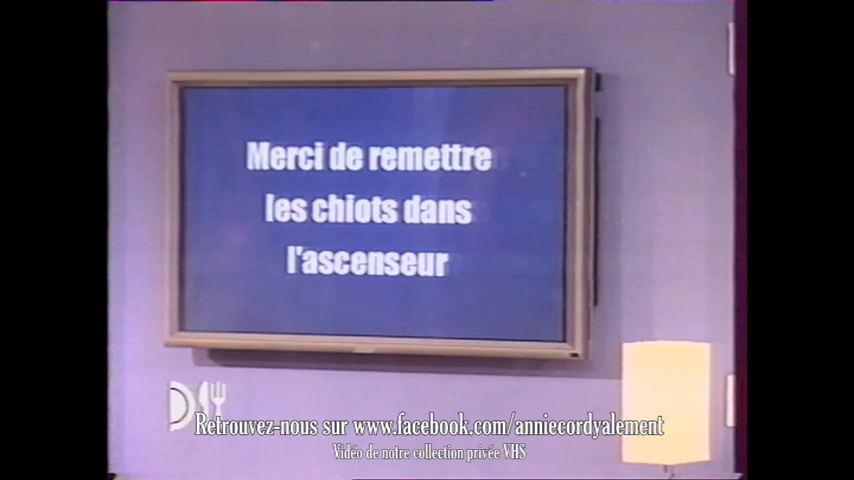 Merci de remettre
les chiots dans
l'ascenseur
Retrouvez-nous sur www.facebook.com/anniecordyalement
Vidéo de notre collection privée VHS